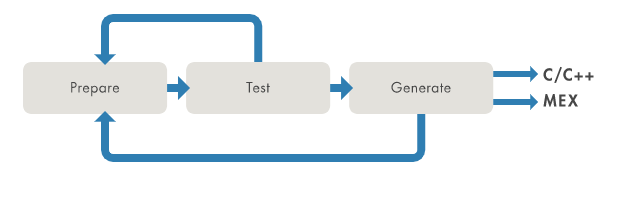 Prepare
Test
Generate
C/C++
MEX